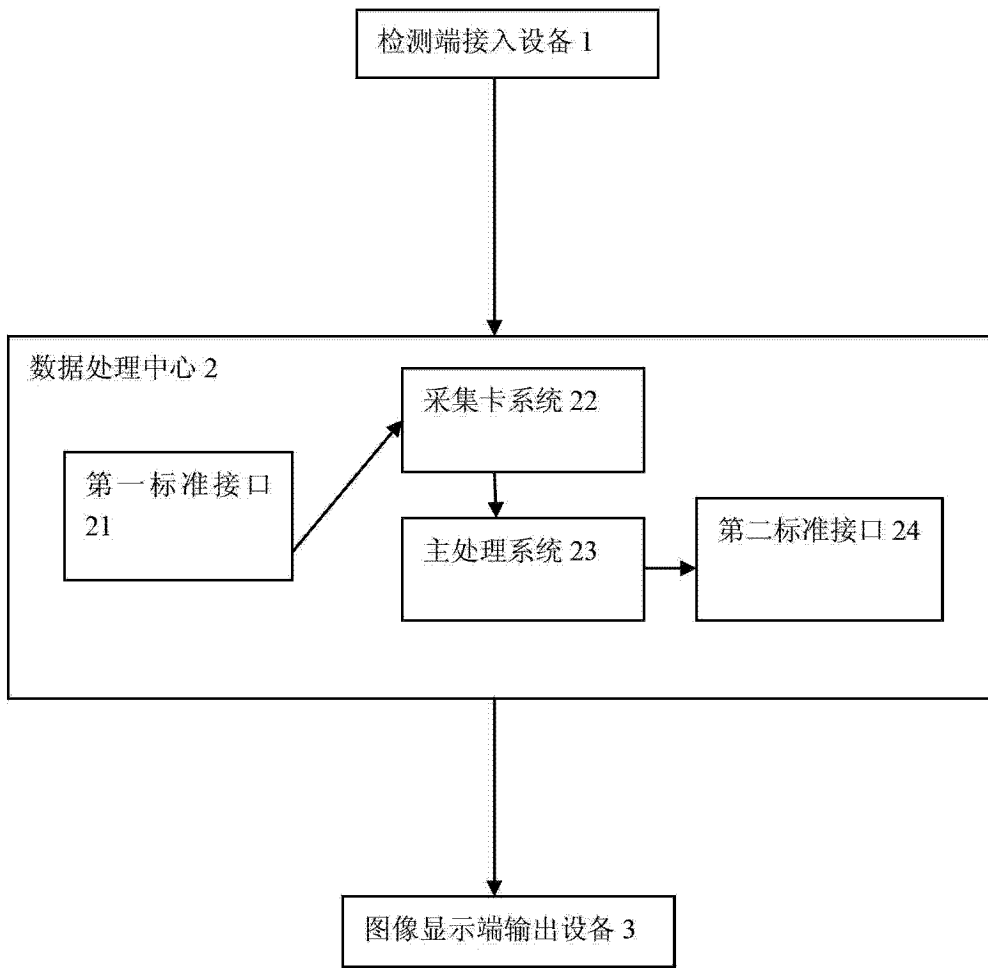 检测端接入设备 1
数据处理中心 2
采集卡系统 22
第一标准接口
21
主处理系统 23
第二标准接口 24
图像显示端输出设备 3